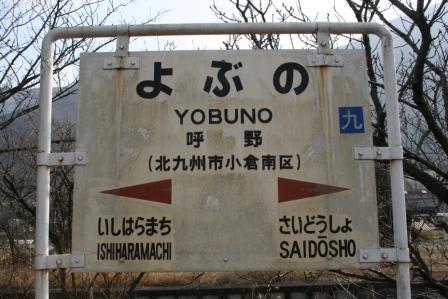 よぶの
YOBUNO
呼野
(北九州市小倉南区)
九
いしはらまち
ISHIHARAMACHI
さいどうしょ
SAIDŌSHO